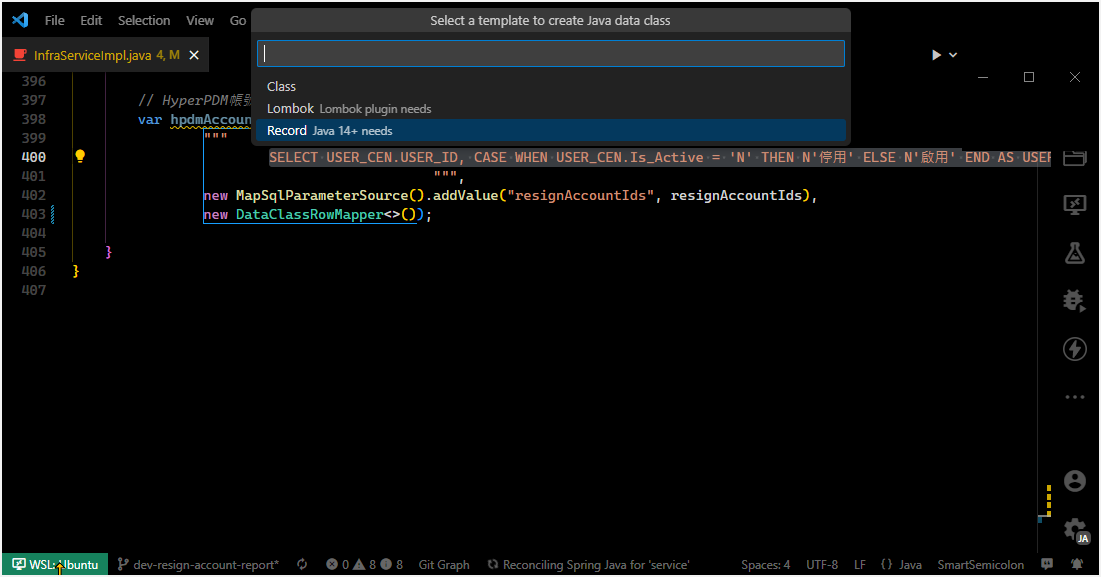 File Edit Selection View Go
Select a template to create Java data class
InfraServiceImpl.java 4, M
Class
Lombok Lombok plugin needs
Record Java 14+ needs
396
397 // HyperPDM帳
398 var hpdmAccoun
399 """
400 SELECT USER_CEN.USER_ID, CASE WHEN USER_CEN.Is_Active = 'N' THEN N'停用' ELSE N'啟用' END AS USER
401 """,
402 new MapSqlParameterSource().addValue("resignAccountIds", resignAccountIds),
403 new DataClassRowMapper<>());
404
405 }
406 }
407
JA
WSL: Ubuntu dev-resign-account-report* 0 8 8 Git Graph Reconciling Spring Java for 'service' Spaces: 4 UTF-8 LF {} Java SmartSemicolon